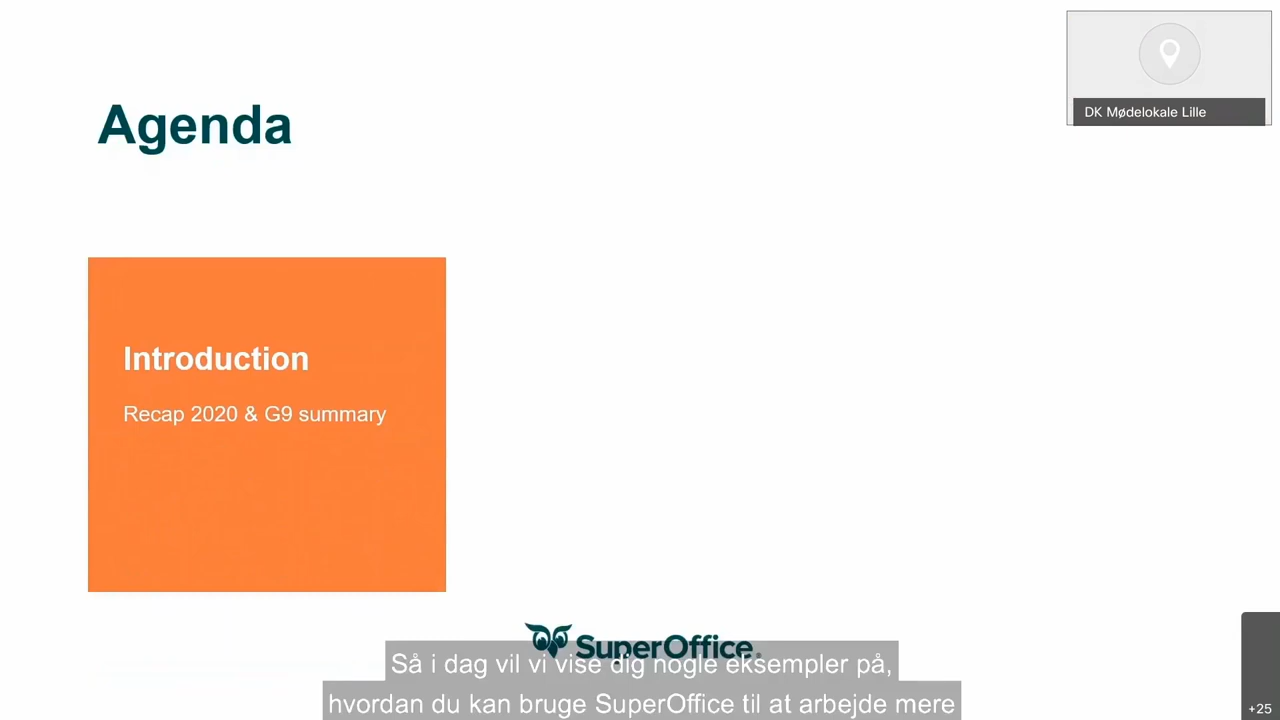 DK Mødelokale Lille
Agenda
Introduction
Recap 2020 & G9 summary
SuperOffice
Så i dag vil vi vise dig nogle eksempler på,
hvordan du kan bruge SuperOffice til at arbejde mere
+25